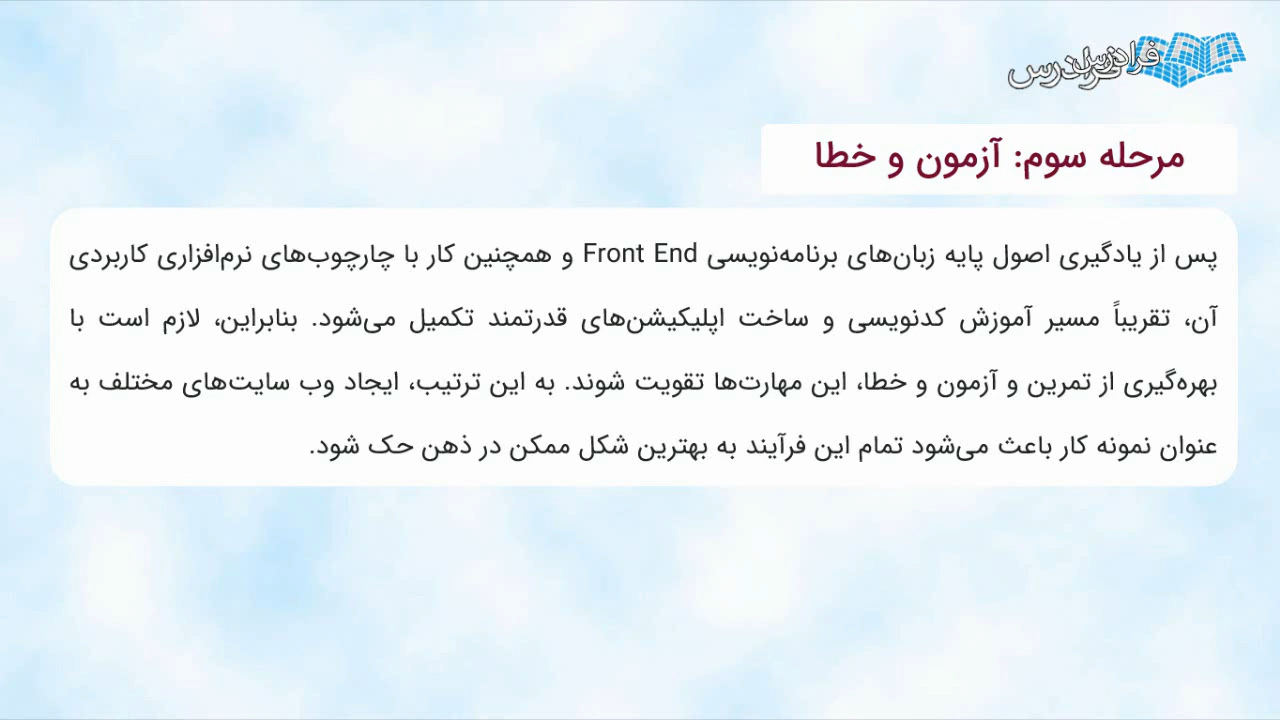 فرادرس
مرحله سوم: آزمون و خطا
پس از یادگیری اصول پایه زبان‌های برنامه‌نویسی Front End و همچنین کار با چارچوب‌های نرم‌افزاری کاربردی
آن، تقریباً مسیر آموزش کدنویسی و ساخت اپلیکیشن‌های قدرتمند تکمیل می‌شود. بنابراین، لازم است با
بهره‌گیری از تمرین و آزمون و خطا، این مهارت‌ها تقویت شوند. به این ترتیب، ایجاد وب سایت‌های مختلف به
عنوان نمونه کار باعث می‌شود تمام این فرآیند به بهترین شکل ممکن در ذهن حک شود.